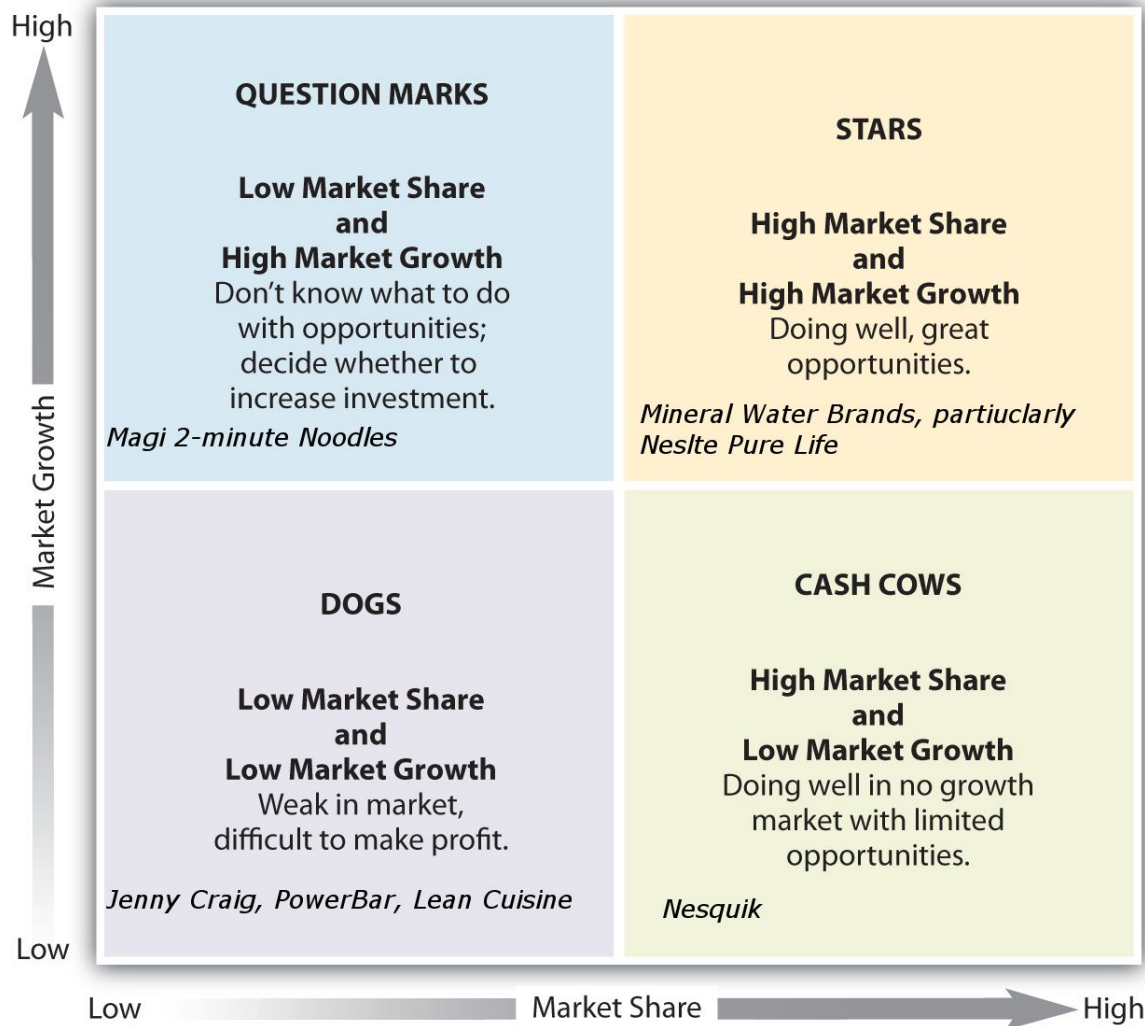 High
QUESTION MARKS
Low Market Share
and
High Market Growth
Don't know what to do
with opportunities;
decide whether to
increase investment.
Magi 2-minute Noodles
STARS
High Market Share
and
High Market Growth
Doing well, great
opportunities.
Mineral Water Brands, partiuclarly
Neslte Pure Life
Market Growth
DOGS
Low Market Share
and
Low Market Growth
Weak in market,
difficult to make profit.
Jenny Craig, PowerBar, Lean Cuisine
CASH COWS
High Market Share
and
Low Market Growth
Doing well in no growth
market with limited
opportunities.
Nesquik
Low
Low
Market Share
High